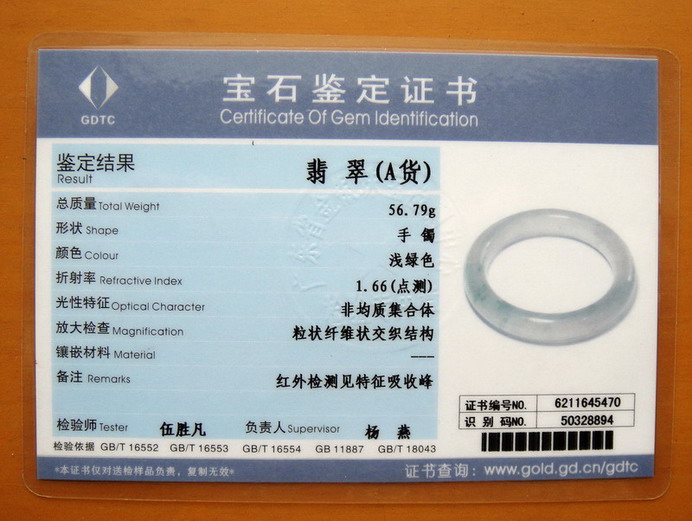 GDTC
宝石鉴定证书
Certificate Of Gem Identification
鉴定结果 翡 翠(A货)
Result
总质量 Total Weight 56.79g
形状 Shape 手 镯
颜色 Colour 浅绿色
折射率 Refractive Index 1.66(点测)
光性特征 Optical Character 非均质集合体
放大检查 Magnification 粒状纤维状交织结构
镶嵌材料 Material ———
备注 Remarks 红外检测见特征吸收峰
证书编号NO. 6211645470
识 别 码NO. 50328894
检验师 Tester 伍胜凡 负责人 Supervisor 杨 燕
检验依据 GB/T 16552 GB/T 16553 GB/T 16554 GB 11887 GB/T 18043
*本证书仅对送检样品负责，复制无效* 证书查询：www.gold.gd.cn/gdtc